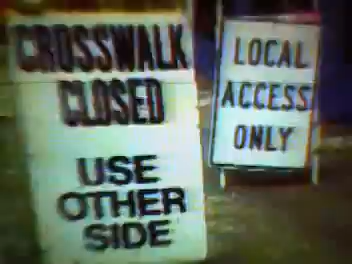 CROSSWALK
CLOSED
USE
OTHER
SIDE
LOCAL
ACCESS
ONLY